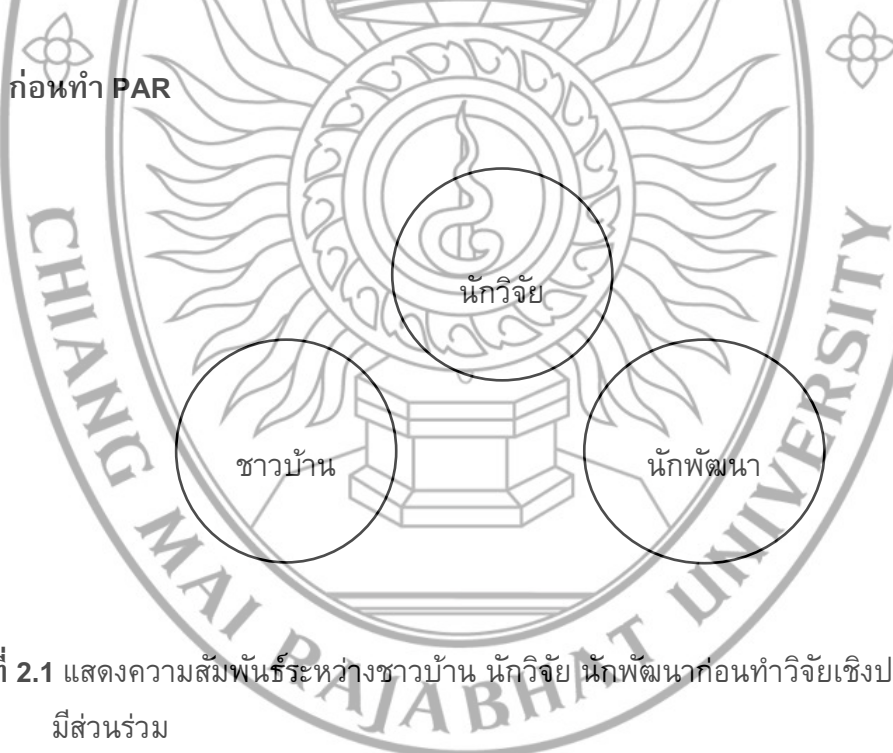 ก่อนทำ PAR
นักวิจัย
ชาวบ้าน
นักพัฒนา
ที่ 2.1 แสดงความสัมพันธ์ระหว่างชาวบ้าน นักวิจัย นักพัฒนาก่อนทำวิจัยเชิงป
มีส่วนร่วม
CHIANG MAI RAJABHAT UNIVERSITY